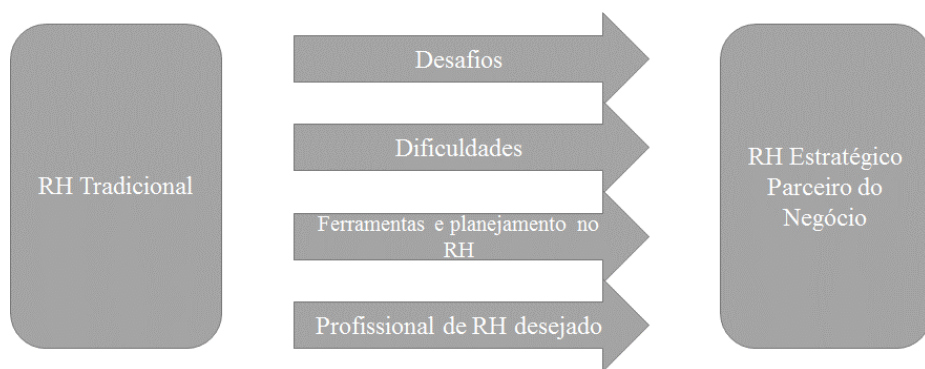 RH Tradicional
Desafios
Dificuldades
Ferramentas e planejamento no
RH
Profissional de RH desejado
RH Estratégico
Parceiro do
Negócio